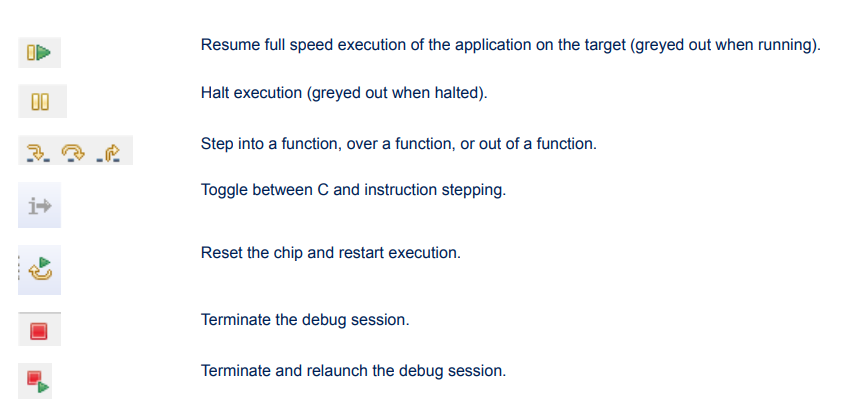 Resume full speed execution of the application on the target (greyed out when running).
Halt execution (greyed out when halted).
Step into a function, over a function, or out of a function.
i
Toggle between C and instruction stepping.
Reset the chip and restart execution.
Terminate the debug session.
Terminate and relaunch the debug session.